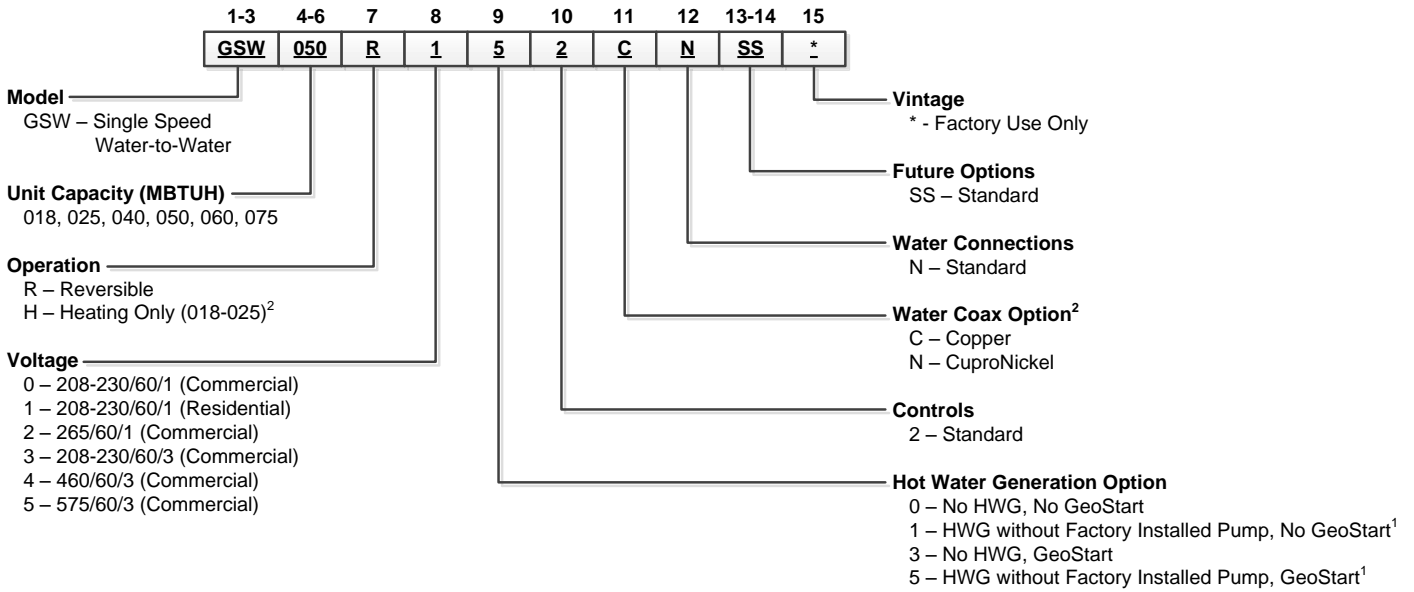 1-3 4-6 7 8 9 10 11 12 13-14 15
GSW 050 R 1 5 2 C N SS *
Model
GSW – Single Speed
Water-to-Water
Unit Capacity (MBTUH)
018, 025, 040, 050, 060, 075
Operation
R – Reversible
H – Heating Only (018-025)2
Voltage
0 – 208-230/60/1 (Commercial)
1 – 208-230/60/1 (Residential)
2 – 265/60/1 (Commercial)
3 – 208-230/60/3 (Commercial)
4 – 460/60/3 (Commercial)
5 – 575/60/3 (Commercial)
Vintage
* - Factory Use Only
Future Options
SS – Standard
Water Connections
N – Standard
Water Coax Option2
C – Copper
N – CuproNickel
Controls
2 – Standard
Hot Water Generation Option
0 – No HWG, No GeoStart
1 – HWG without Factory Installed Pump, No GeoStart1
3 – No HWG, GeoStart
5 – HWG without Factory Installed Pump, GeoStart1